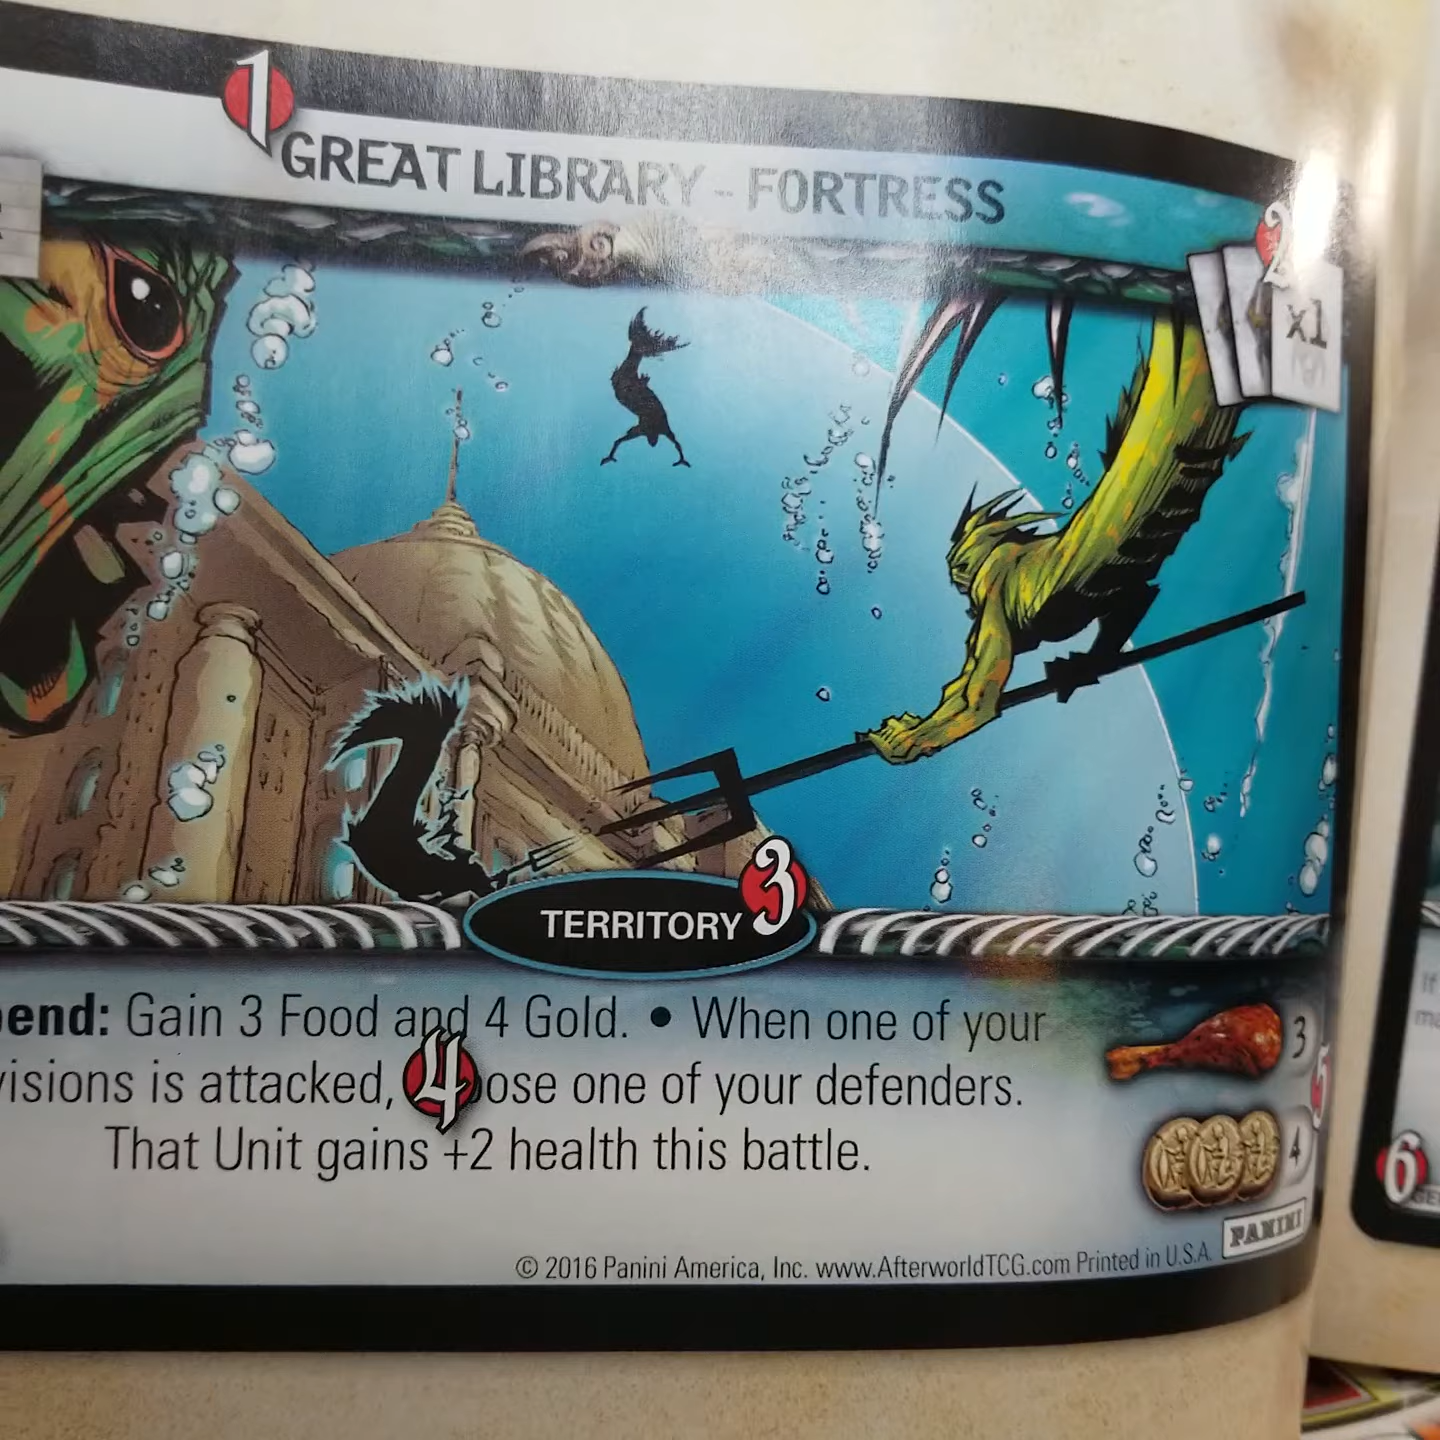 1
GREAT LIBRARY - FORTRESS
2
x1
TERRITORY 3
end: Gain 3 Food and 4 Gold. • When one of your
visions is attacked, 4 ose one of your defenders.
That Unit gains +2 health this battle.
3
5
4
PANINI
© 2016 Panini America, Inc. www.AfterworldTCG.com Printed in U.S.A.
If
6